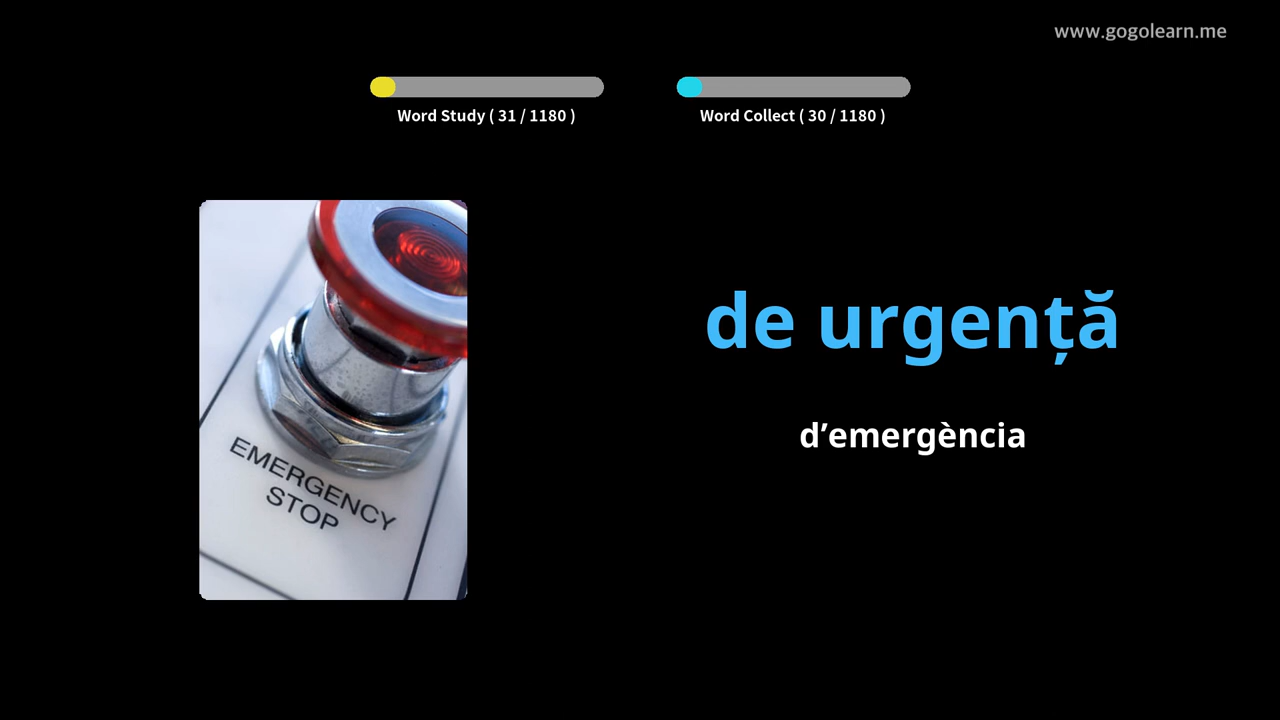 www.gogolearn.me
Word Study ( 31 / 1180 )
Word Collect ( 30 / 1180 )
de urgență
d’emergència
EMERGENCY
STOP